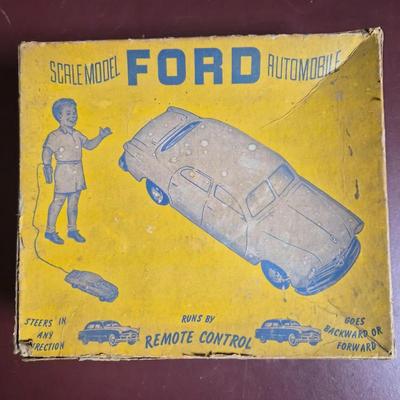 SCALE MODEL FORD AUTOMOBILE
STEERS IN
ANY
DIRECTION
RUNS BY
REMOTE CONTROL
GOES
BACKWARD OR
FORWARD